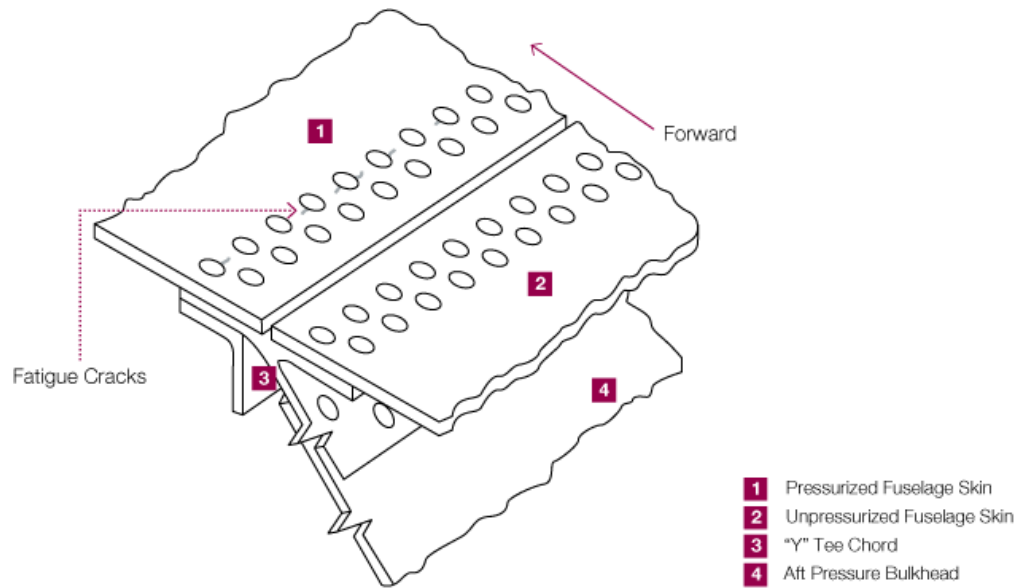 1
Forward
2
Fatigue Cracks
3
4
1 Pressurized Fuselage Skin
2 Unpressurized Fuselage Skin
3 “Y” Tee Chord
4 Aft Pressure Bulkhead